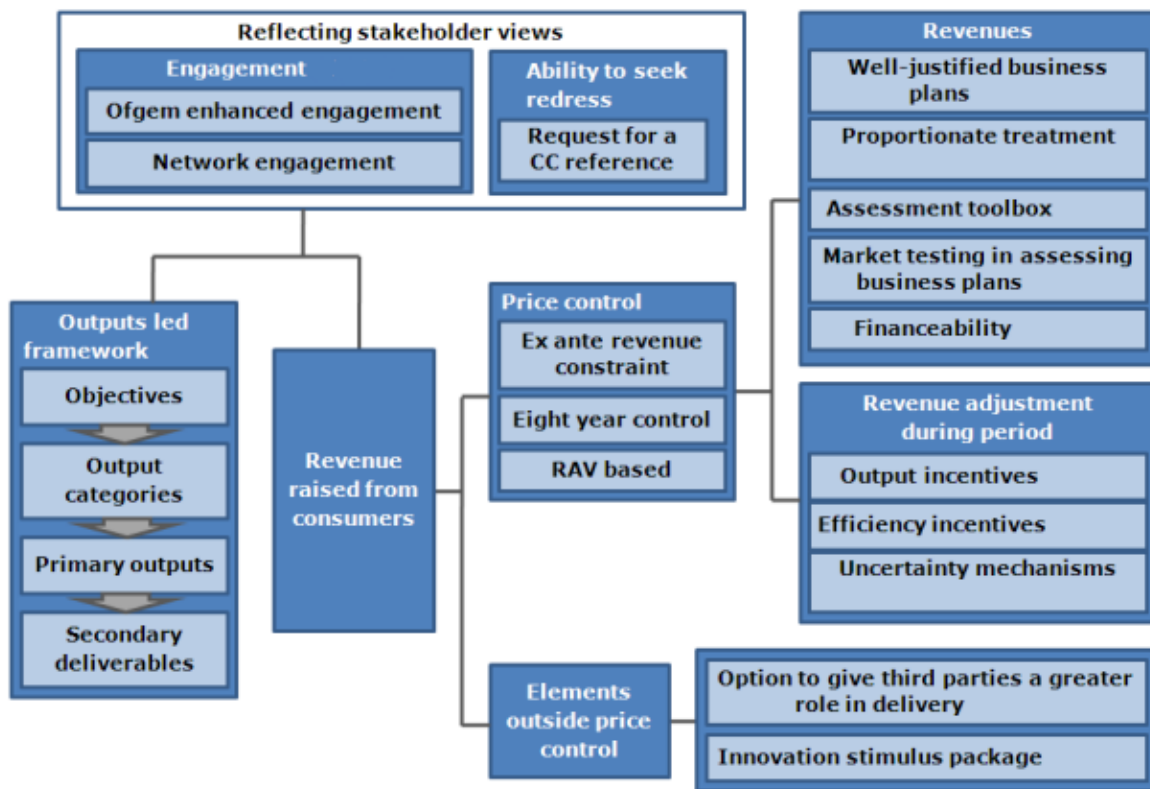 Reflecting stakeholder views
Engagement
Ofgem enhanced engagement
Network engagement
Ability to seek
redress
Request for a
CC reference
Outputs led
framework
Objectives
Output
categories
Primary outputs
Secondary
deliverables
Revenue
raised from
consumers
Price control
Ex ante revenue
constraint
Eight year control
RAV based
Elements
outside price
control
Revenues
Well-justified business
plans
Proportionate treatment
Assessment toolbox
Market testing in assessing
business plans
Financeability
Revenue adjustment
during period
Output incentives
Efficiency incentives
Uncertainty mechanisms
Option to give third parties a greater
role in delivery
Innovation stimulus package